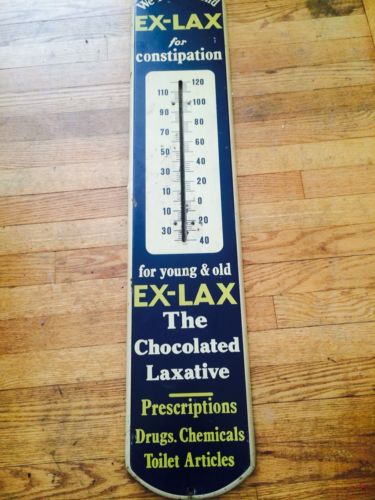 We
EX-LAX
for
constipation
120
110
100
90
80
70
60
50
40
30
20
10
0
10
20
30
40
for young & old
EX-LAX
The
Chocolated
Laxative
Prescriptions
Drugs. Chemicals
Toilet Articles